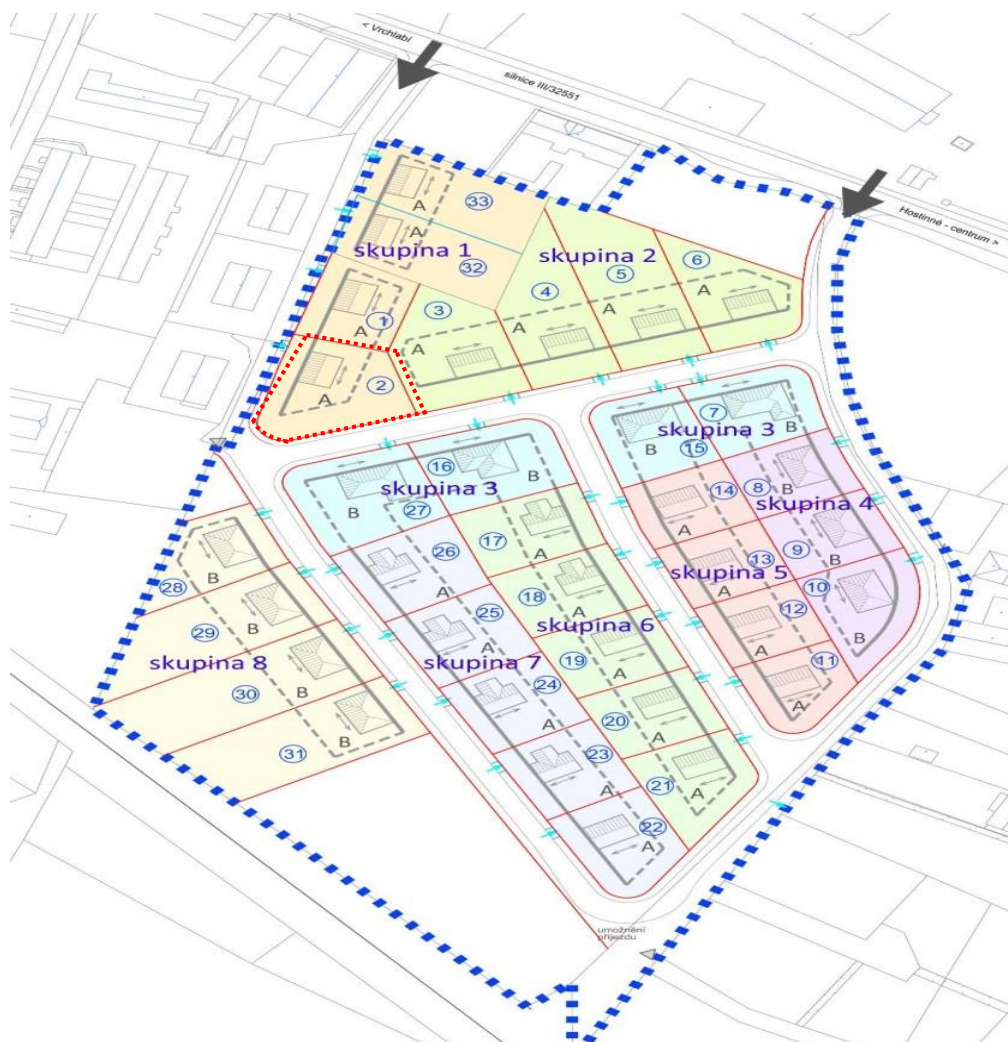 < Vrchlabí
silnice III/32551
Hostinné - centrum >
33
A
A
skupina 1
32
skupina 2
6
5
4
3
1
A
A
A
A
A
2
A
7
skupina 3
B
B
15
16
B
skupina 3
B
27
14
8
B
skupina 4
A
17
A
26
9
B
13
A
skupina 5
10
28
B
A
18
A
25
12
B
A
29
B
skupina 6
A
11
A
skupina 8
B
A
19
skupina 7
24
30
A
20
A
B
31
23
A
21
A
22
A
umožnění
příjezdu